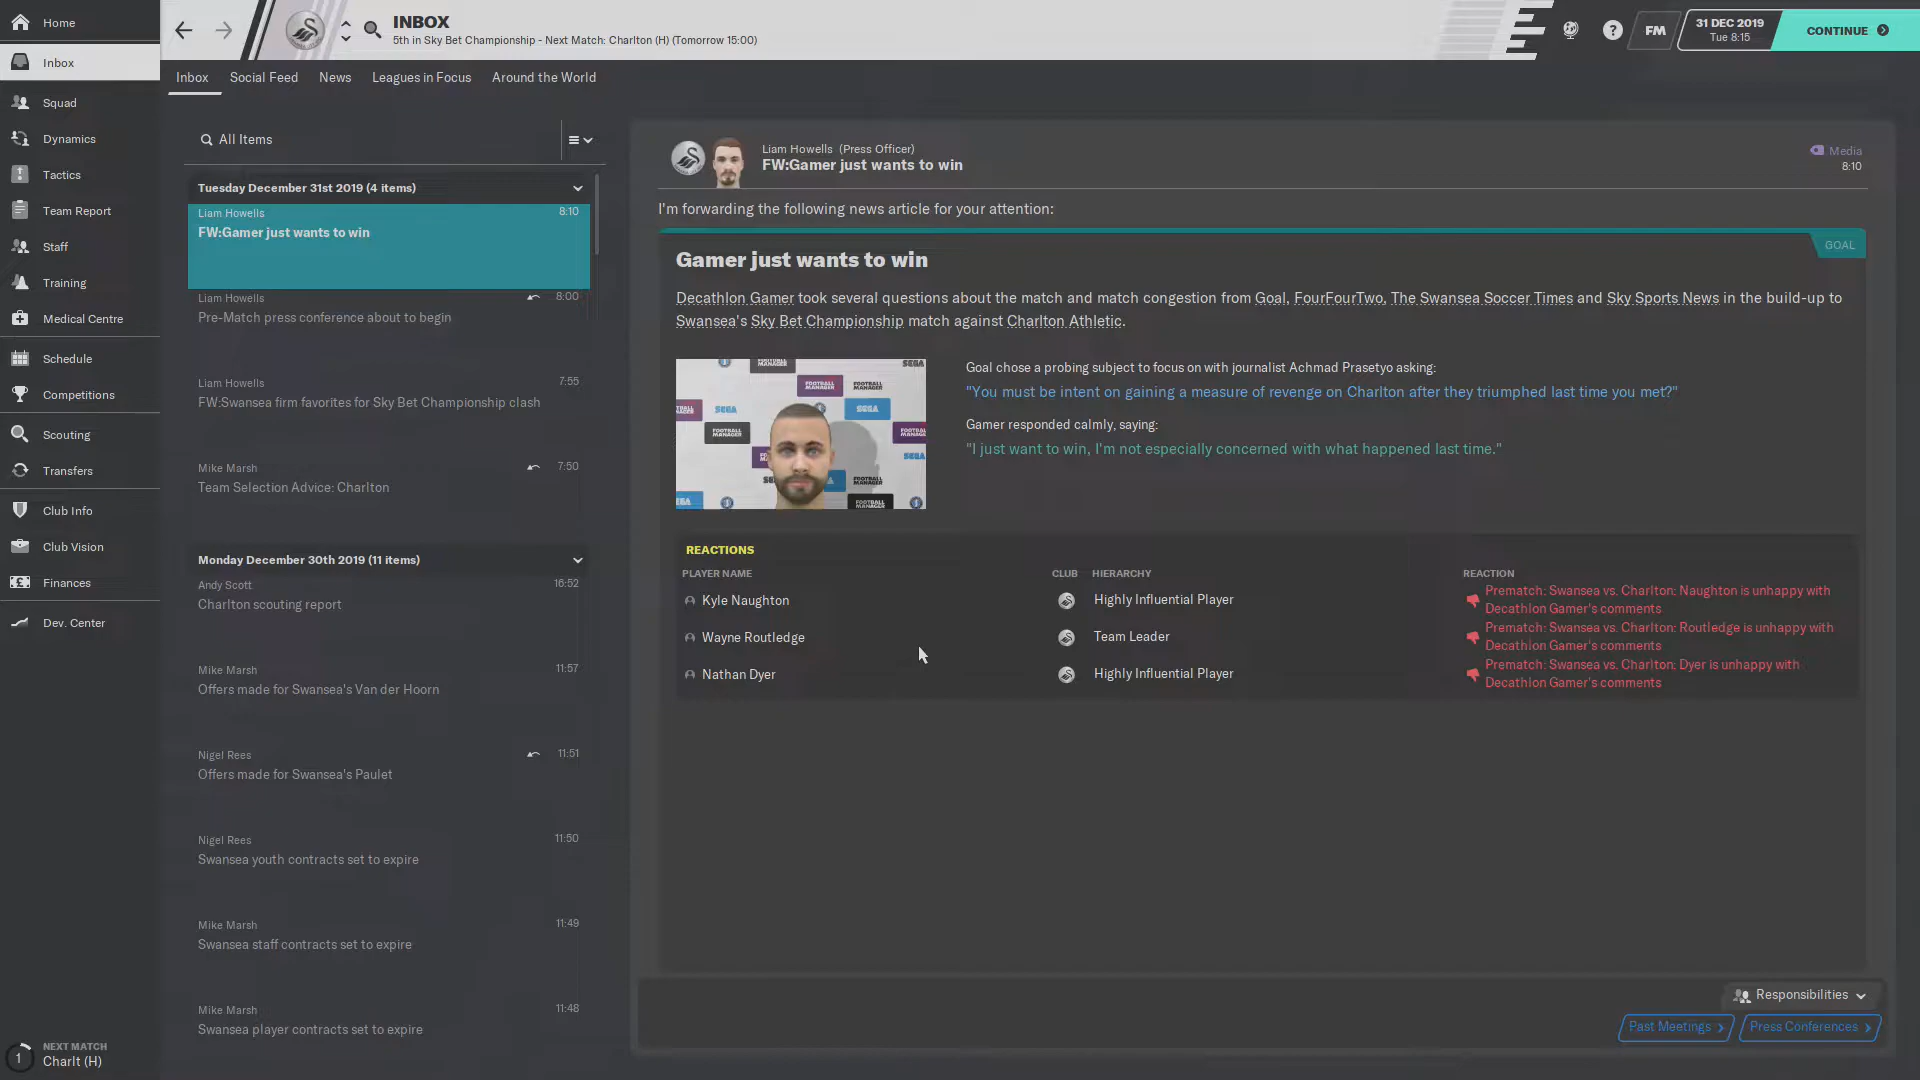 Home
Inbox
Squad
Dynamics
Tactics
Team Report
Staff
Training
Medical Centre
Schedule
Competitions
Scouting
Transfers
Club Info
Club Vision
Finances
Dev. Center
1
NEXT MATCH
Charlt (H)
INBOX
5th in Sky Bet Championship - Next Match: Charlton (H) (Tomorrow 15:00)
?
FM
31 DEC 2019
Tue 8:15
CONTINUE
Inbox
Social Feed
News
Leagues in Focus
Around the World
All Items
Tuesday December 31st 2019 (4 items)
Liam Howells 8:10
FW:Gamer just wants to win
Liam Howells 8:00
Pre-Match press conference about to begin
Liam Howells 7:55
FW:Swansea firm favorites for Sky Bet Championship clash
Mike Marsh 7:50
Team Selection Advice: Charlton
Monday December 30th 2019 (11 items)
Andy Scott 16:52
Charlton scouting report
Mike Marsh 11:57
Offers made for Swansea's Van der Hoorn
Nigel Rees 11:51
Offers made for Swansea's Paulet
Nigel Rees 11:50
Swansea youth contracts set to expire
Mike Marsh 11:49
Swansea staff contracts set to expire
Mike Marsh 11:48
Swansea player contracts set to expire
Liam Howells (Press Officer)
FW:Gamer just wants to win
Media
8:10
I'm forwarding the following news article for your attention:
GOAL
Gamer just wants to win
Decathlon Gamer took several questions about the match and match congestion from Goal, FourFourTwo, The Swansea Soccer Times and Sky Sports News in the build-up to
Swansea's Sky Bet Championship match against Charlton Athletic.
SEGA
FOOTBALL MANAGER
Goal chose a probing subject to focus on with journalist Achmad Prasetyo asking:
"You must be intent on gaining a measure of revenge on Charlton after they triumphed last time you met?"
Gamer responded calmly, saying:
"I just want to win, I'm not especially concerned with what happened last time."
REACTIONS
PLAYER NAME CLUB HIERARCHY REACTION
Kyle Naughton Highly Influential Player Prematch: Swansea vs. Charlton: Naughton is unhappy with
Decathlon Gamer's comments
Wayne Routledge Team Leader Prematch: Swansea vs. Charlton: Routledge is unhappy with
Decathlon Gamer's comments
Nathan Dyer Highly Influential Player Prematch: Swansea vs. Charlton: Dyer is unhappy with
Decathlon Gamer's comments
Responsibilities
Past Meetings
Press Conferences